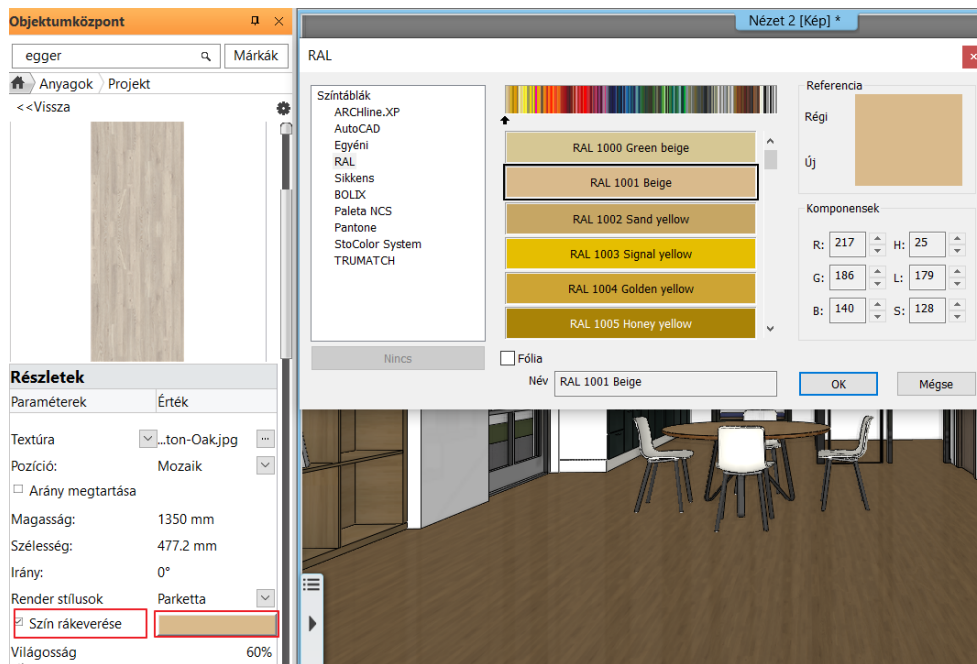 Objektumközpont
egger
Márkák
Anyagok
Projekt
<<Vissza
Részletek
Paraméterek Érték
Textúra ...ton-Oak.jpg ...
Pozíció: Mozaik
Arány megtartása
Magasság: 1350 mm
Szélesség: 477.2 mm
Irány: 0°
Render stílusok Parketta
Szín rákeverése
Világosság 60%
Nézet 2 [Kép] *
RAL
Színtáblák
ARCHline.XP
AutoCAD
Egyéni
RAL
Sikkens
BOLIX
Paleta NCS
Pantone
StoColor System
TRUMATCH
Nincs
RAL 1000 Green beige
RAL 1001 Beige
RAL 1002 Sand yellow
RAL 1003 Signal yellow
RAL 1004 Golden yellow
RAL 1005 Honey yellow
Fólia
Név RAL 1001 Beige
Referencia
Régi
Új
Komponensek
R: 217 H: 25
G: 186 L: 179
B: 140 S: 128
OK Mégse